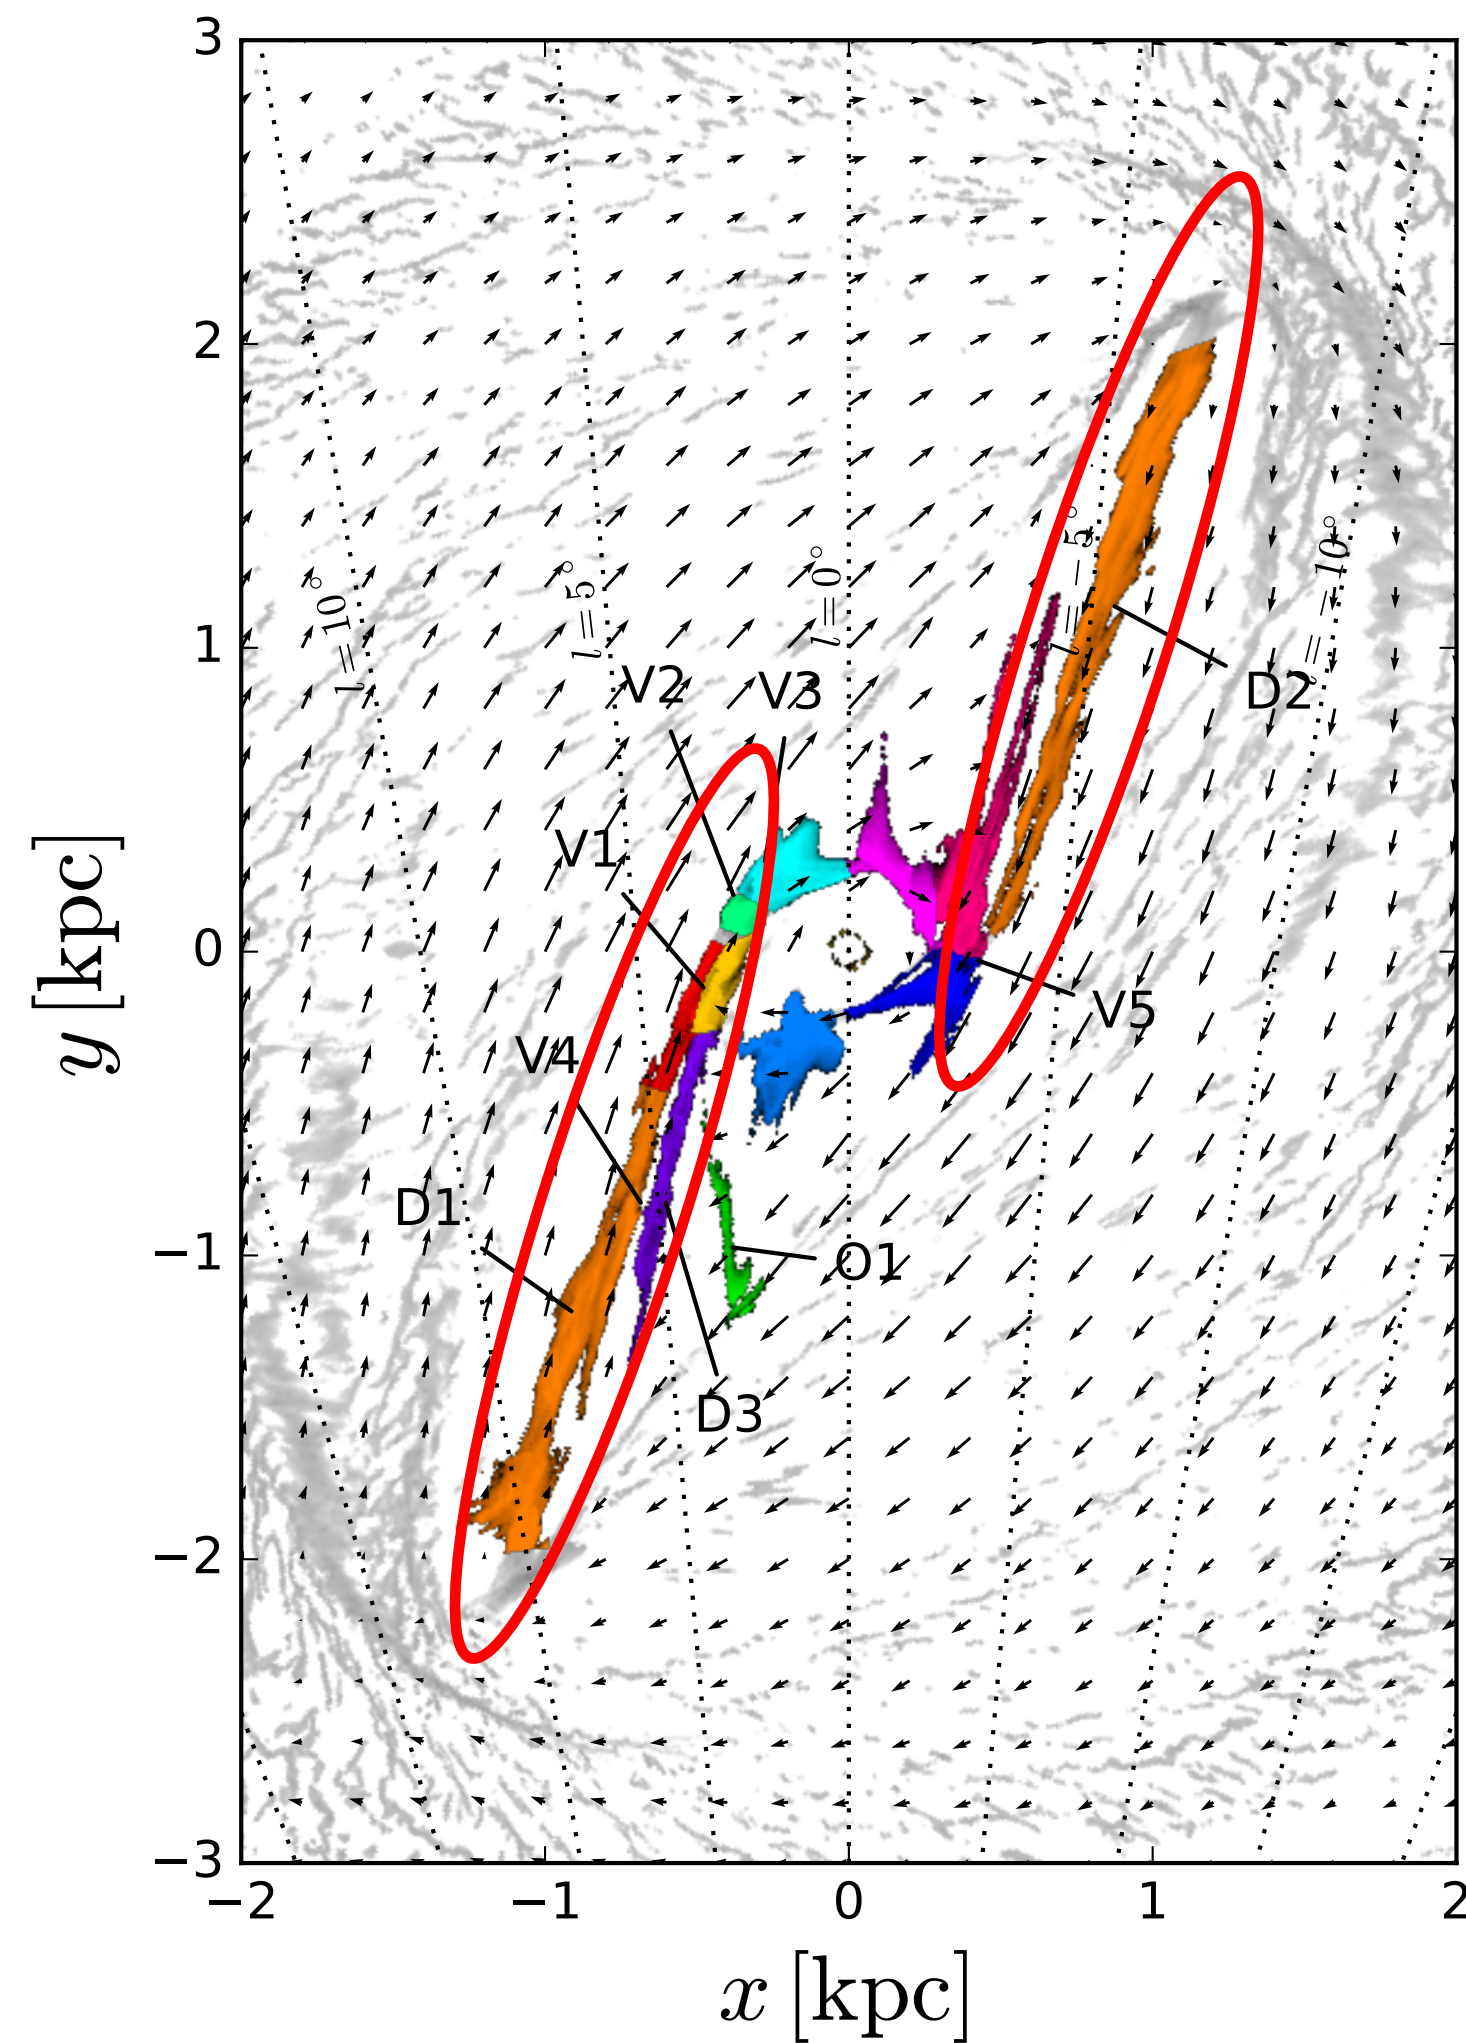 3
2
1
0
−1
−2
−3
y [kpc]
l = 10°
l = 5°
l = 0°
l = −5°
l = −10°
V2
V3
D2
V1
V5
V4
D1
O1
D3
−2
−1
0
1
2
x [kpc]